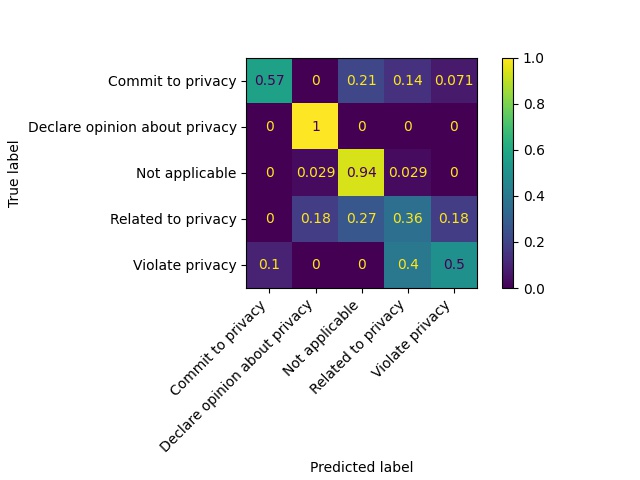 Commit to privacy 0.57 0 0.21 0.14 0.071
Declare opinion about privacy 0 1 0 0 0
Not applicable 0 0.029 0.94 0.029 0
Related to privacy 0 0.18 0.27 0.36 0.18
Violate privacy 0.1 0 0 0.4 0.5
True label
Commit to privacy
Declare opinion about privacy
Not applicable
Related to privacy
Violate privacy
Predicted label
1.0
0.8
0.6
0.4
0.2
0.0